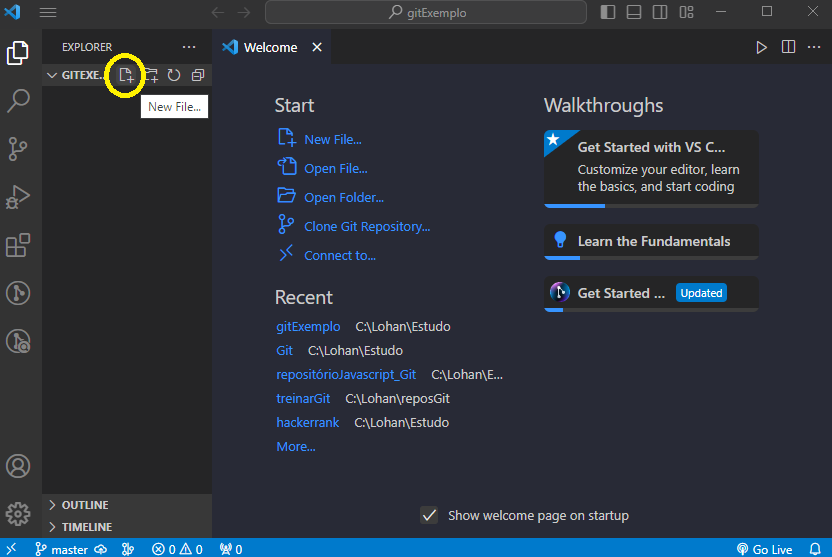 gitExemplo
EXPLORER
Welcome
GITEXE...
New File...
Start
New File...
Open File...
Open Folder...
Clone Git Repository...
Connect to...
Recent
gitExemplo C:\Lohan\Estudo
Git C:\Lohan\Estudo
repositórioJavascript_Git C:\Lohan\E...
treinarGit C:\Lohan\reposGit
hackerrank C:\Lohan\Estudo
More...
Walkthroughs
Get Started with VS C...
Customize your editor, learn
the basics, and start coding
Learn the Fundamentals
Get Started ... Updated
Show welcome page on startup
OUTLINE
TIMELINE
master 0 0 0 Go Live